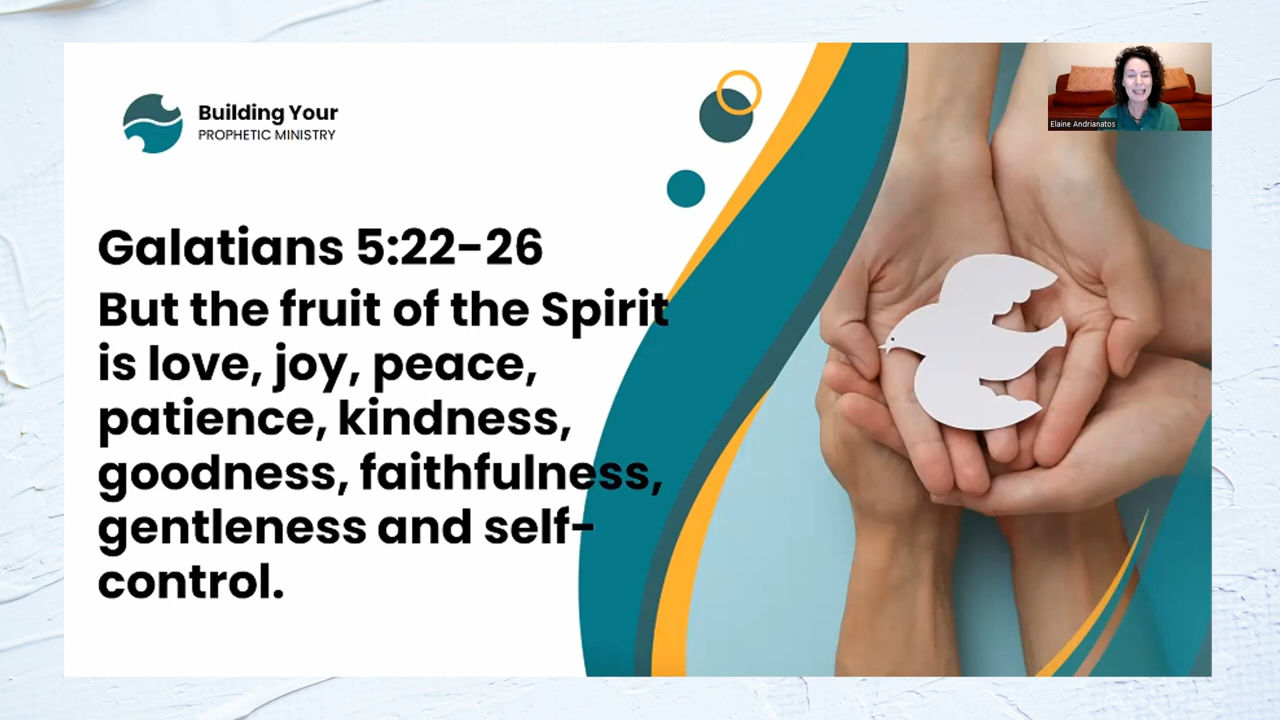 Building Your
PROPHETIC MINISTRY
Elaine Andrianatos
Galatians 5:22-26
But the fruit of the Spirit
is love, joy, peace,
patience, kindness,
goodness, faithfulness,
gentleness and self-
control.